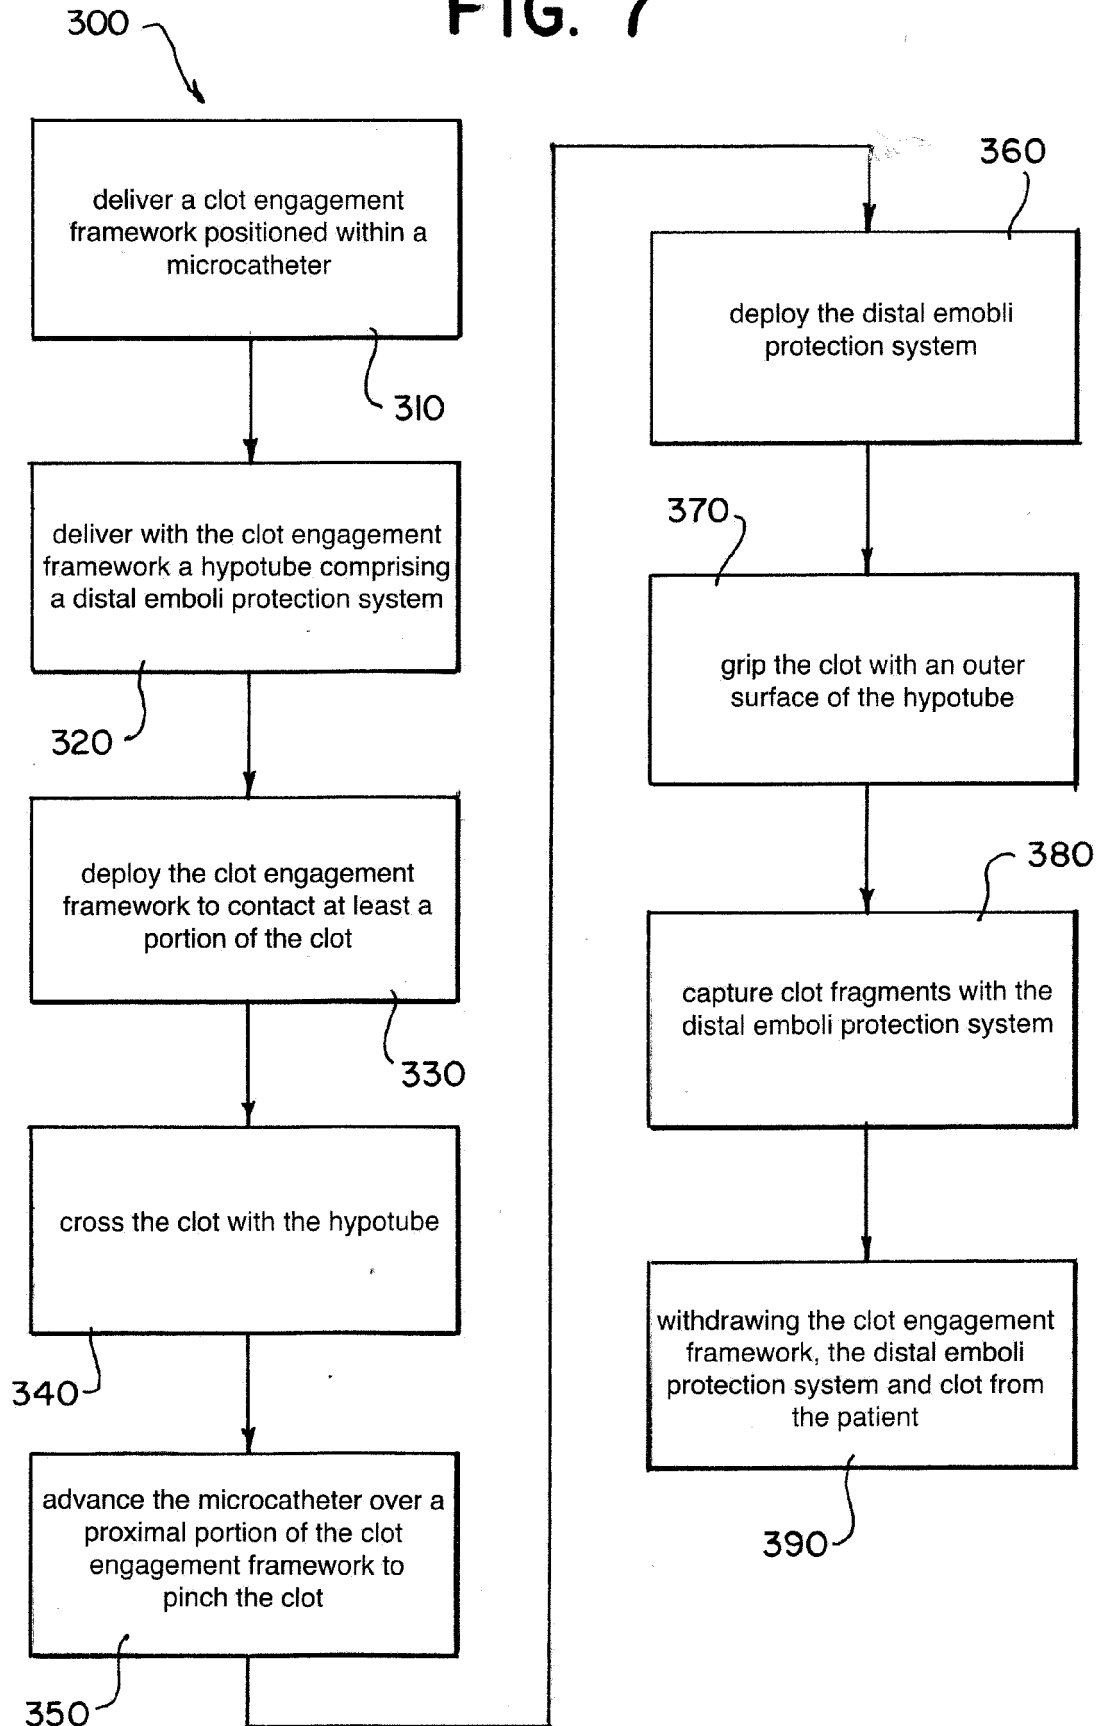 FIG. 7
300
deliver a clot engagement
framework positioned within a
microcatheter
310
deliver with the clot engagement
framework a hypotube comprising
a distal emboli protection system
320
deploy the clot engagement
framework to contact at least a
portion of the clot
330
cross the clot with the hypotube
340
advance the microcatheter over a
proximal portion of the clot
engagement framework to
pinch the clot
350
360
deploy the distal emobli
protection system
370
grip the clot with an outer
surface of the hypotube
380
capture clot fragments with the
distal emboli protection system
withdrawing the clot engagement
framework, the distal emboli
protection system and clot from
the patient
390